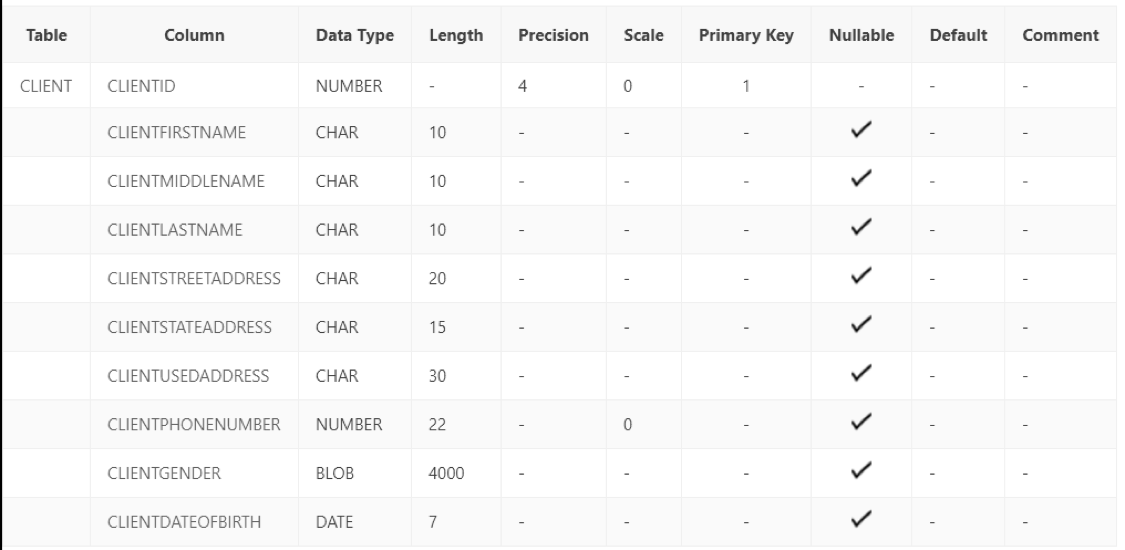 Table Column Data Type Length Precision Scale Primary Key Nullable Default Comment
CLIENT CLIENTID NUMBER - 4 0 1 - - -
CLIENTFIRSTNAME CHAR 10 - - - ✓ - -
CLIENTMIDDLENAME CHAR 10 - - - ✓ - -
CLIENTLASTNAME CHAR 10 - - - ✓ - -
CLIENTSTREETADDRESS CHAR 20 - - - ✓ - -
CLIENTSTATEADDRESS CHAR 15 - - - ✓ - -
CLIENTUSEDADDRESS CHAR 30 - - - ✓ - -
CLIENTPHONENUMBER NUMBER 22 - 0 - ✓ - -
CLIENTGENDER BLOB 4000 - - - ✓ - -
CLIENTDATEOFBIRTH DATE 7 - - - ✓ - -